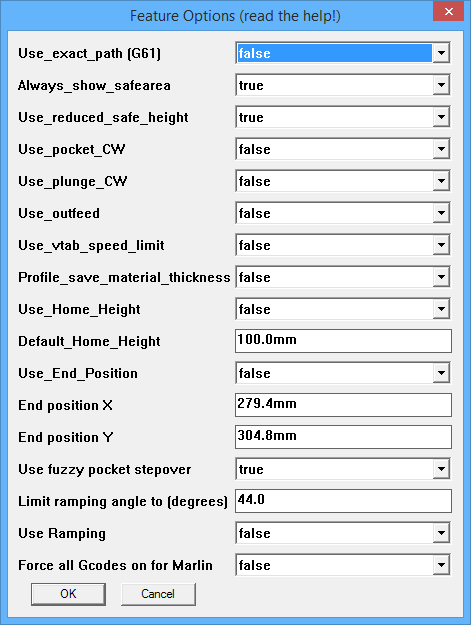 Feature Options (read the help!)
Use_exact_path (G61) false
Always_show_safearea true
Use_reduced_safe_height true
Use_pocket_CW false
Use_plunge_CW false
Use_outfeed false
Use_vtab_speed_limit false
Profile_save_material_thickness false
Use_Home_Height false
Default_Home_Height 100.0mm
Use_End_Position false
End position X 279.4mm
End position Y 304.8mm
Use fuzzy pocket stepover true
Limit ramping angle to (degrees) 44.0
Use Ramping false
Force all Gcodes on for Marlin false
OK Cancel